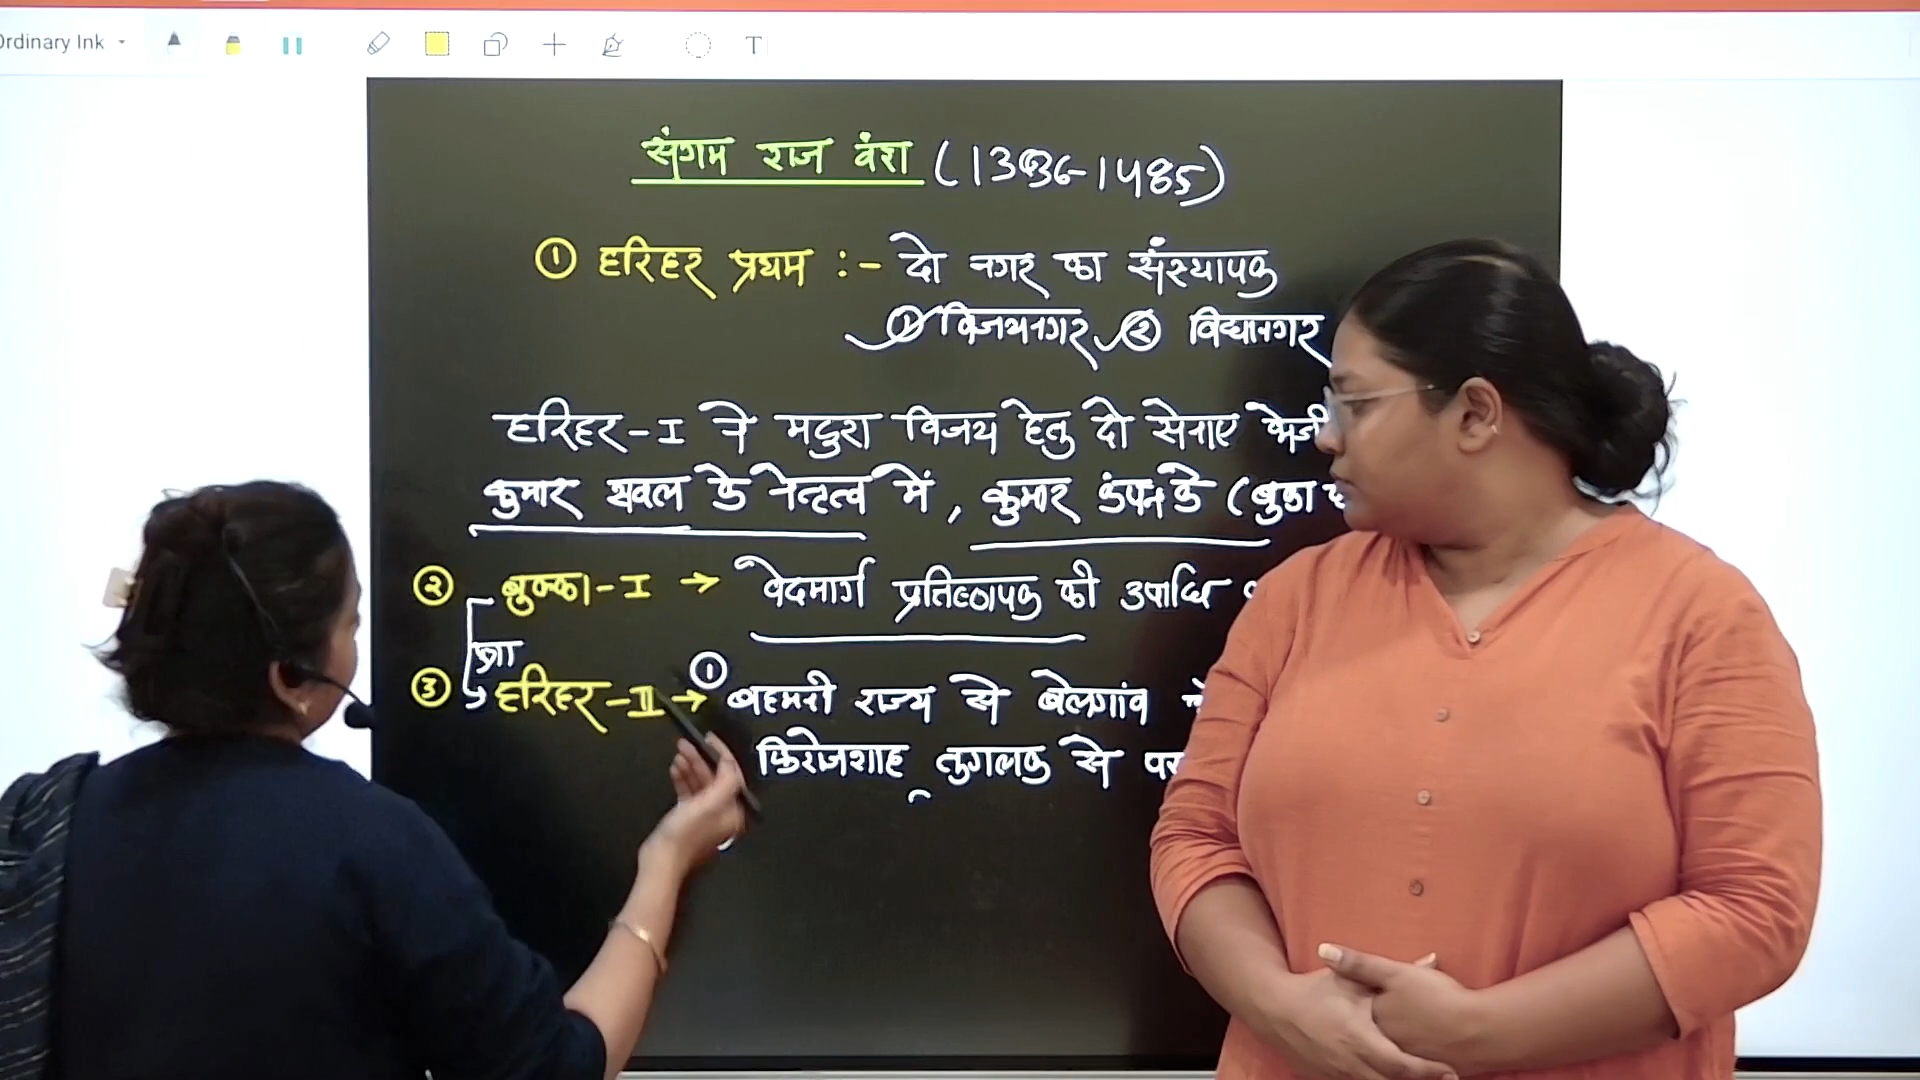 Ordinary Ink
T
संगम राज वंश (1336-1485)
① हरिहर प्रथम :- दो नगर का संस्थापक
① विजयनगर, ② विद्यानगर
हरिहर-I ने मदुरा विजय हेतु दो सेनाए भेजी
कुमार सवल के नेतृत्व में, कुमार कंपन के (बुक्का
② बुक्का-I → वेदमार्ग प्रतिष्ठापक की उपाधि
③ हरिहर-II → ① बहमनी राज्य से बेलगांव
फिरोजशाह तुगलक से